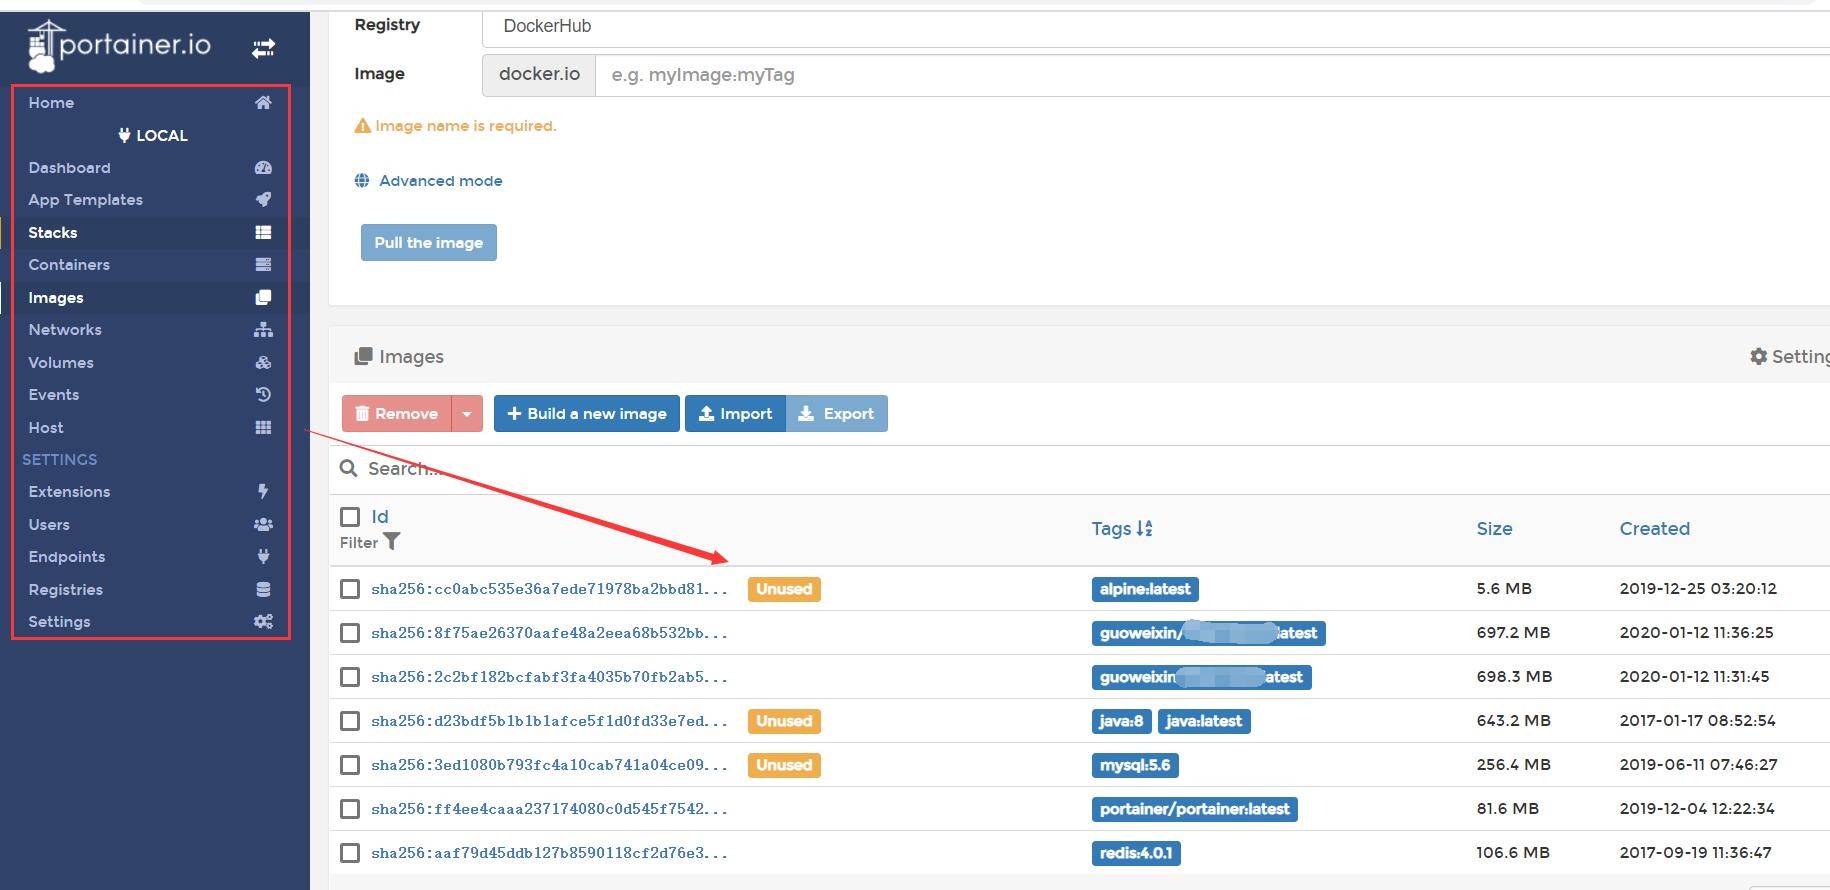 portainer.io
Home
LOCAL
Dashboard
App Templates
Stacks
Containers
Images
Networks
Volumes
Events
Host
SETTINGS
Extensions
Users
Endpoints
Registries
Settings
Registry DockerHub
Image docker.io e.g. myImage:myTag
Image name is required.
Advanced mode
Pull the image
Images Setting
Remove Build a new image Import Export
Search...
Id Tags Size Created
Filter
sha256:cc0abc535e36a7ede71978ba2bbd81... Unused alpine:latest 5.6 MB 2019-12-25 03:20:12
sha256:8f75ae26370aafe48a2eea68b532bb... guoweixin/ latest 697.2 MB 2020-01-12 11:36:25
sha256:2c2bf182bcfabf3fa4035b70fb2ab5... guoweixin atest 698.3 MB 2020-01-12 11:31:45
sha256:d23bdf5b1b1b1afce5f1d0fd33e7ed... Unused java:8 java:latest 643.2 MB 2017-01-17 08:52:54
sha256:3ed1080b793fc4a10cab741a04ce09... Unused mysql:5.6 256.4 MB 2019-06-11 07:46:27
sha256:ff4ee4caaa237174080c0d545f7542... portainer/portainer:latest 81.6 MB 2019-12-04 12:22:34
sha256:aaf79d45ddb127b8590118cf2d76e3... redis:4.0.1 106.6 MB 2017-09-19 11:36:47